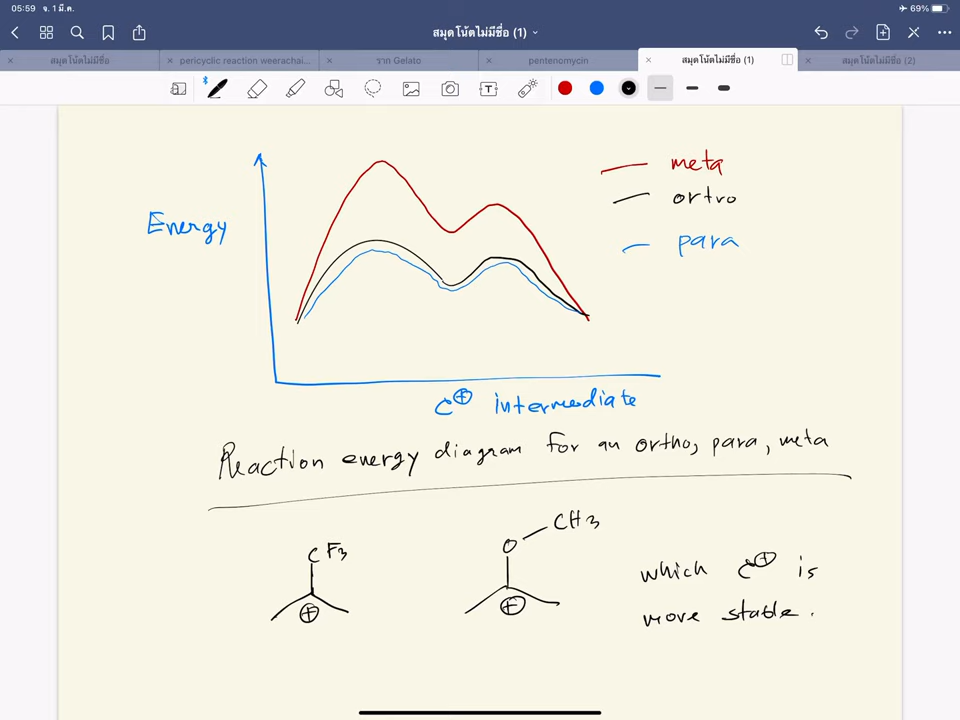 05:59 จ. 1 มี.ค.
69%
สมุดโน้ตไม่มีชื่อ (1)
สมุดโน้ตไม่มีชื่อ
pericyclic reaction weerachai...
ราก Gelato
pentenomycin
สมุดโน้ตไม่มีชื่อ (1)
สมุดโน้ตไม่มีชื่อ (2)
meta
ortro
para
Energy
C⊕ intermediate
Reaction energy diagram for an ortho, para, meta
CF3
⊕
O CH3
⊕
which C⊕ is
more stable.